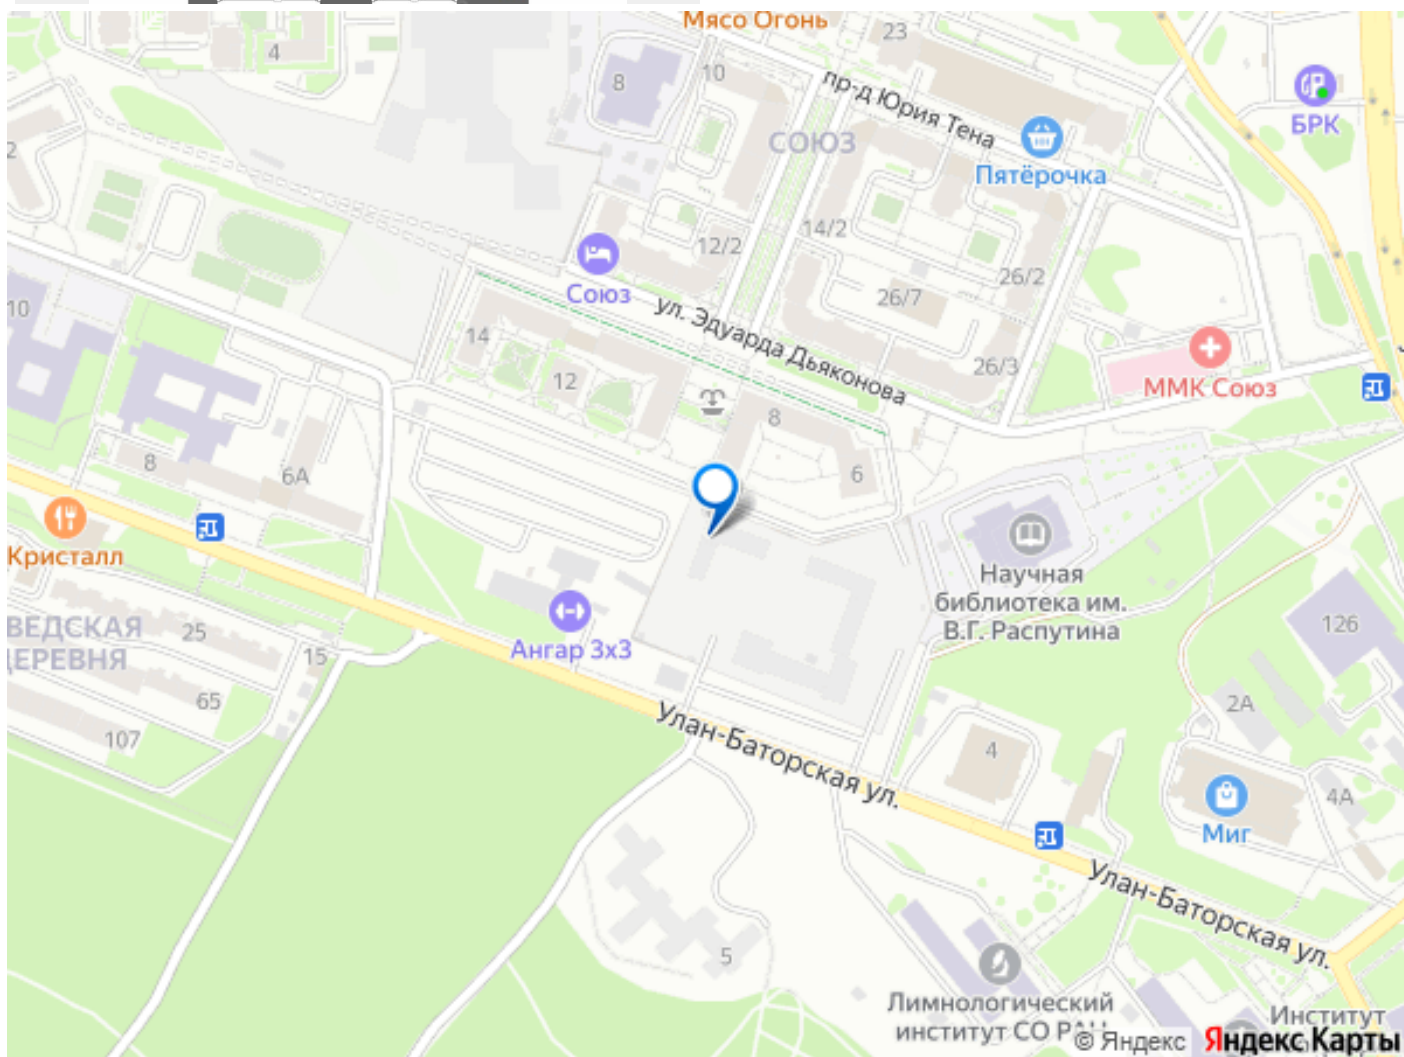 Мясо Огонь
23
4
8
10
пр-д Юрия Тена
БРК
СОЮЗ
Пятёрочка
2
12/2
14/2
26/2
Союз
26/7
10
ул. Эдуарда Дьяконова
14
12
26/3
ММК Союз
8
8
6А
6
Кристалл
Научная
библиотека им.
В.Г. Распутина
ВЕДСКАЯ
ДЕРЕВНЯ
25
15
Ангар 3х3
126
65
107
2А
Улан-Баторская ул.
4
4А
Миг
Улан-Баторская ул.
5
Лимнологический
институт СО РАН
Институт
© Яндекс Яндекс Карты